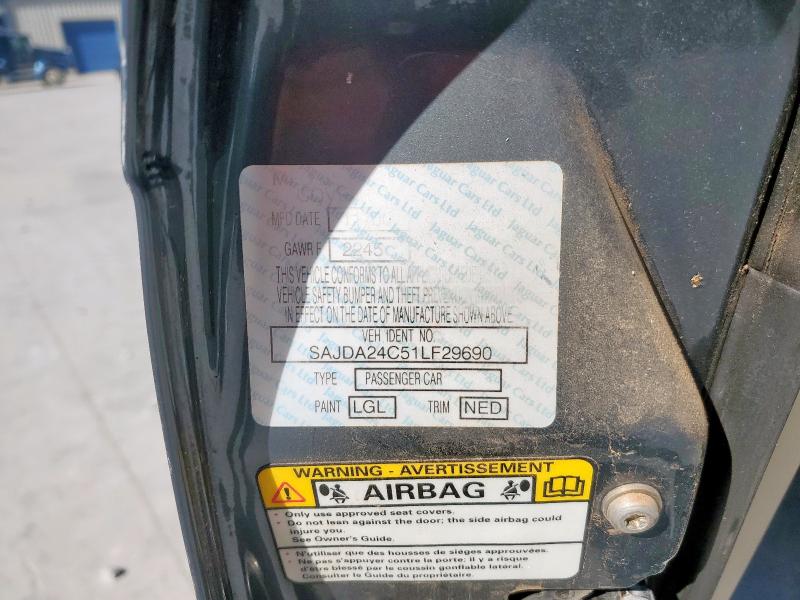 MFD DATE
GAWR F 2245
THIS VEHICLE CONFORMS TO ALL
VEHICLE SAFETY, BUMPER AND THEFT
IN EFFECT ON THE DATE OF MANUFACTURE SHOWN ABOVE
VEH IDENT NO.
SAJDA24C51LF29690
TYPE PASSENGER CAR
PAINT LGL TRIM NED
Jaguar Cars Ltd
WARNING - AVERTISSEMENT
AIRBAG
• Only use approved seat covers.
• Do not lean against the door; the side airbag could
injure you.
See Owner's Guide.
• N'utiliser que des housses de sièges approuvées.
• Ne pas s'appuyer contre la porte; il y a risque
d'être blessé par le coussin gonflable latéral.
Consulter le Guide du propriétaire.